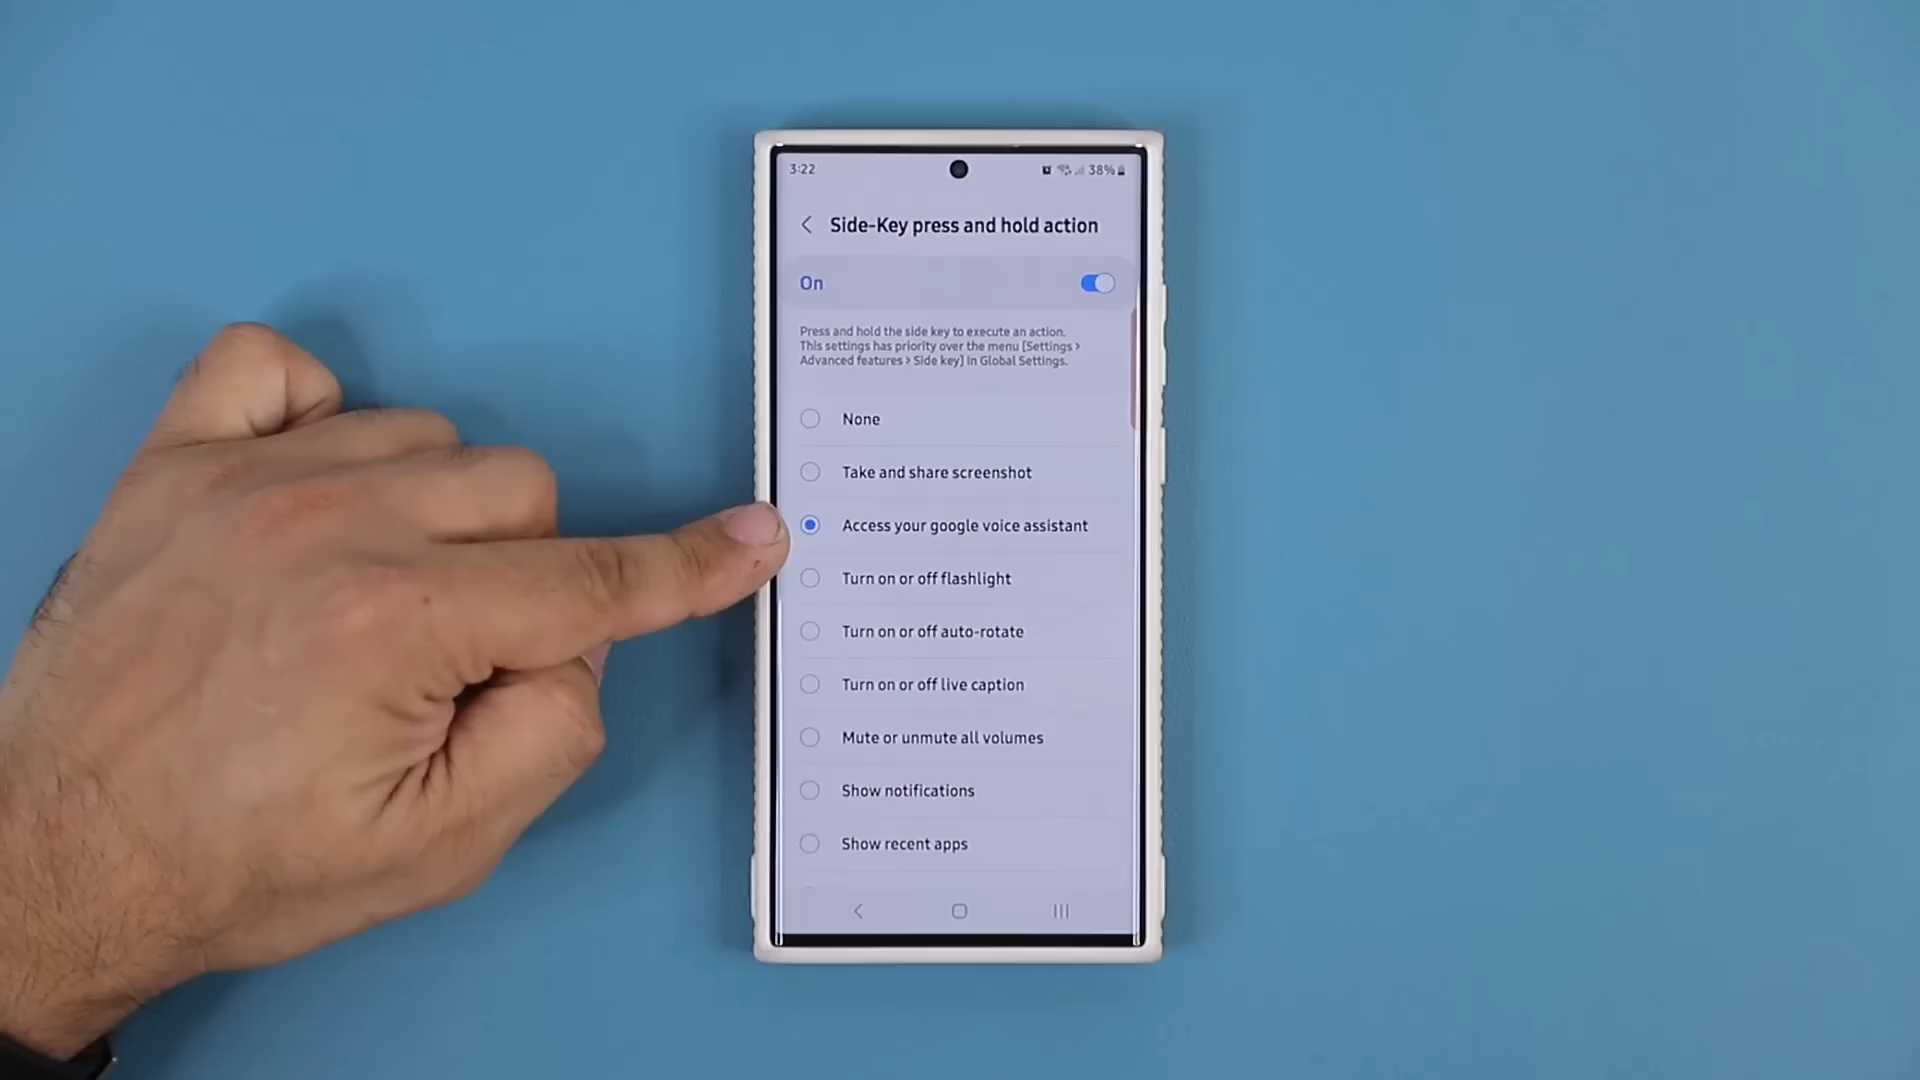 3:22
38%
Side-Key press and hold action
On
Press and hold the side key to execute an action.
This settings has priority over the menu [Settings >
Advanced features > Side key] in Global Settings.
None
Take and share screenshot
Access your google voice assistant
Turn on or off flashlight
Turn on or off auto-rotate
Turn on or off live caption
Mute or unmute all volumes
Show notifications
Show recent apps